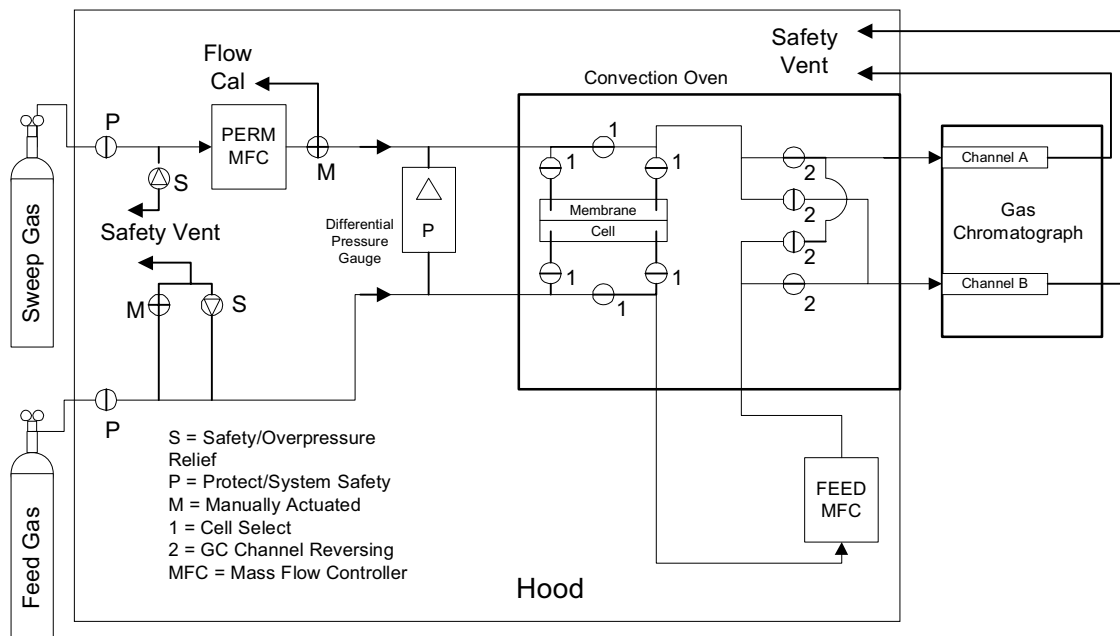 Flow
Cal
Safety
Vent
Convection Oven
P
PERM
MFC
M
S
Safety Vent
Differential
Pressure
Gauge
P
1
1
1
Membrane
Cell
1
1
1
2
2
2
2
Channel A
Gas
Chromatograph
Channel B
Sweep Gas
M
S
P
S = Safety/Overpressure
Relief
P = Protect/System Safety
M = Manually Actuated
1 = Cell Select
2 = GC Channel Reversing
MFC = Mass Flow Controller
FEED
MFC
Feed Gas
Hood